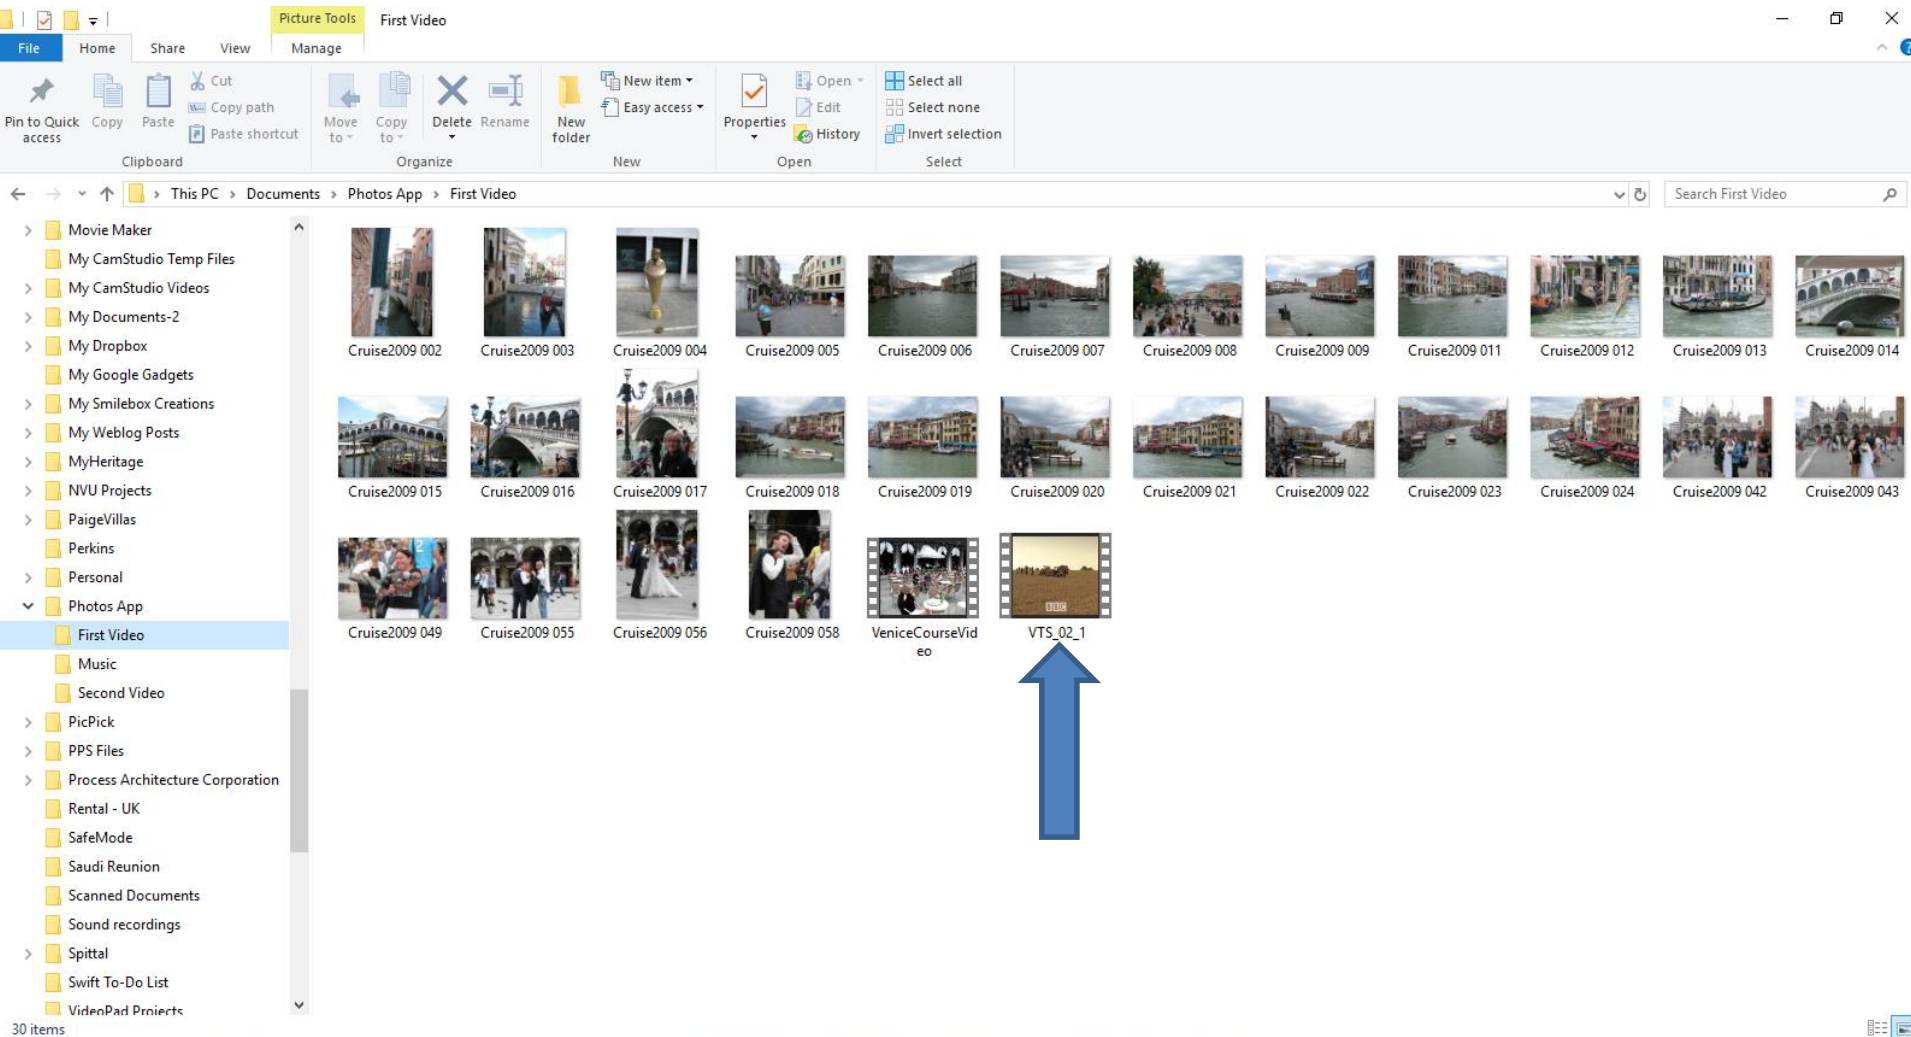 Picture Tools First Video
File Home Share View Manage
Pin to Quick access
Copy
Paste
Cut
Copy path
Paste shortcut
Clipboard
Move to
Copy to
Delete
Rename
Organize
New folder
New item
Easy access
New
Properties
Open
Edit
History
Open
Select all
Select none
Invert selection
Select
This PC > Documents > Photos App > First Video
Search First Video
Movie Maker
My CamStudio Temp Files
My CamStudio Videos
My Documents-2
My Dropbox
My Google Gadgets
My Smilebox Creations
My Weblog Posts
MyHeritage
NVU Projects
PaigeVillas
Perkins
Personal
Photos App
First Video
Music
Second Video
PicPick
PPS Files
Process Architecture Corporation
Rental - UK
SafeMode
Saudi Reunion
Scanned Documents
Sound recordings
Spittal
Swift To-Do List
VideoPad Projects
Cruise2009 002 Cruise2009 003 Cruise2009 004 Cruise2009 005 Cruise2009 006 Cruise2009 007 Cruise2009 008 Cruise2009 009 Cruise2009 011 Cruise2009 012 Cruise2009 013 Cruise2009 014
Cruise2009 015 Cruise2009 016 Cruise2009 017 Cruise2009 018 Cruise2009 019 Cruise2009 020 Cruise2009 021 Cruise2009 022 Cruise2009 023 Cruise2009 024 Cruise2009 042 Cruise2009 043
BBC
Cruise2009 049 Cruise2009 055 Cruise2009 056 Cruise2009 058 VeniceCourseVid VTS_02_1
eo
30 items